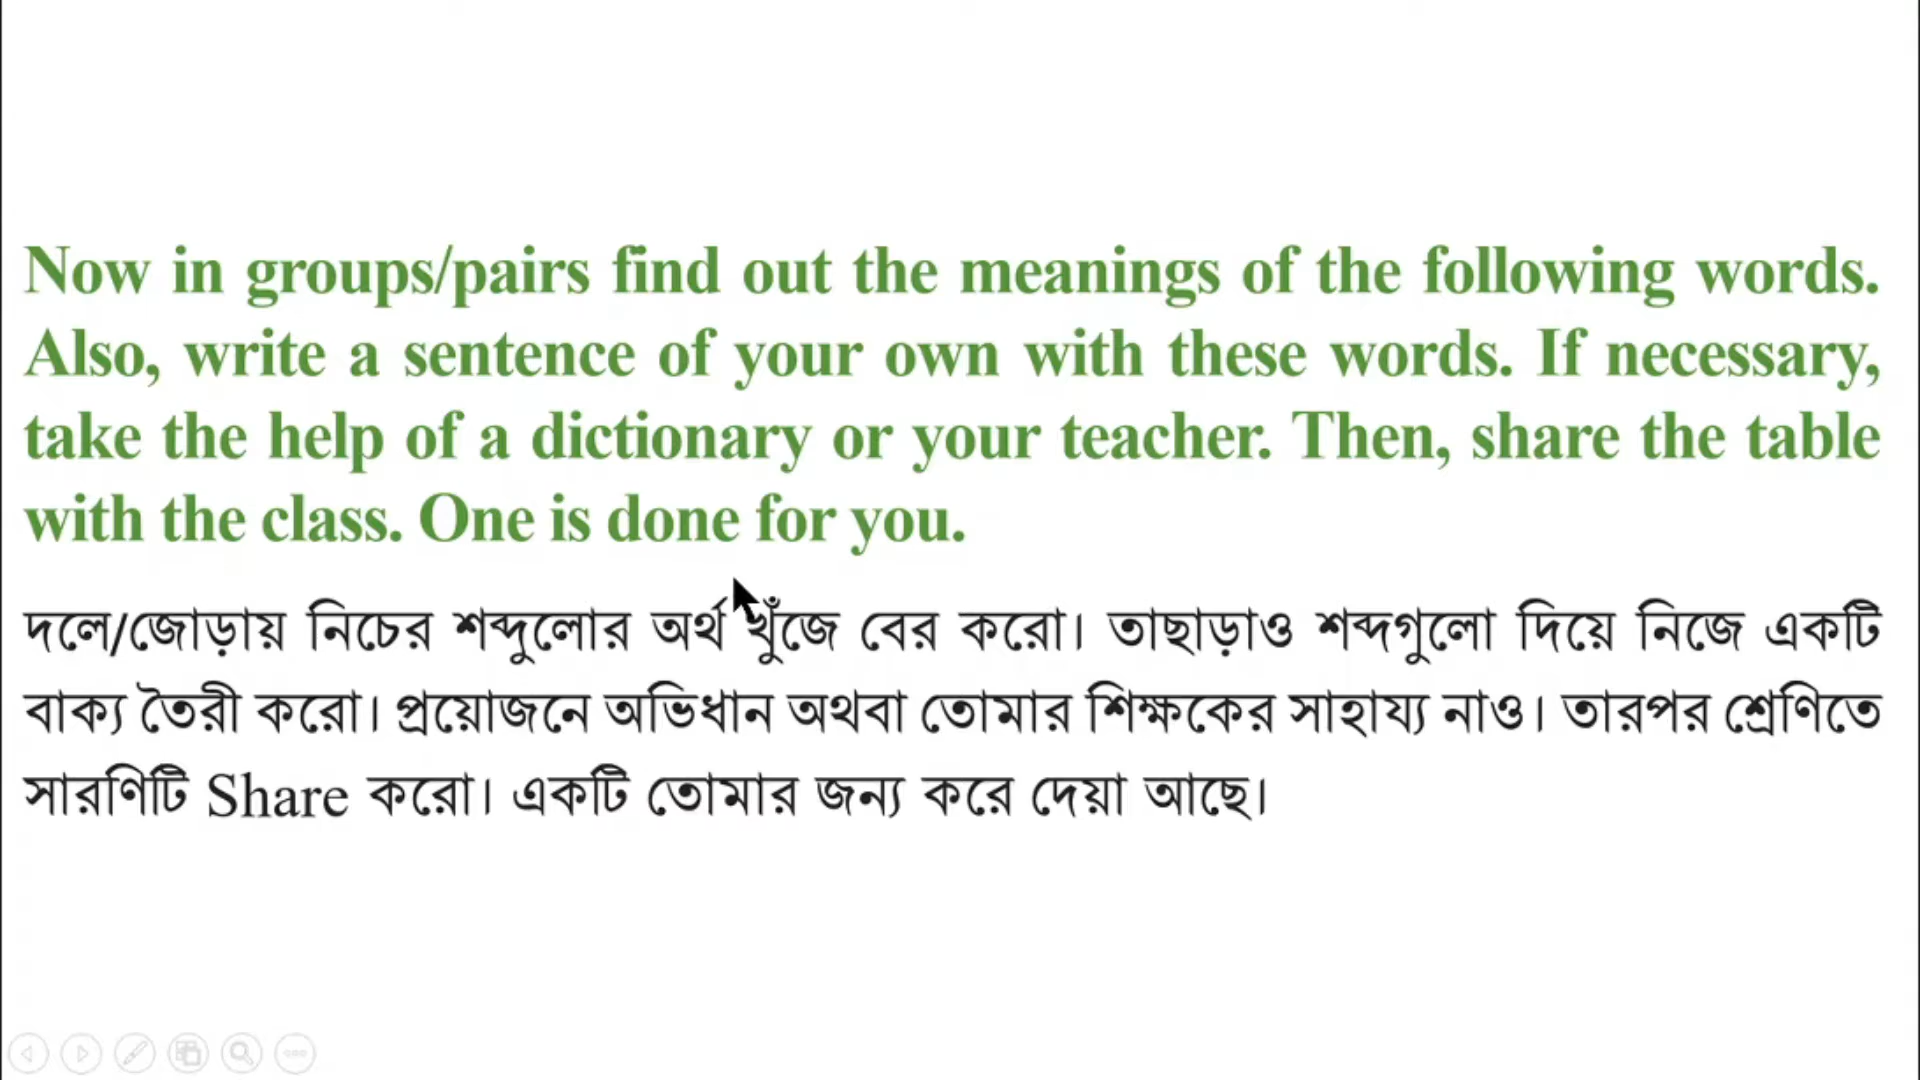 Now in groups/pairs find out the meanings of the following words.
Also, write a sentence of your own with these words. If necessary,
take the help of a dictionary or your teacher. Then, share the table
with the class. One is done for you.
দলে/জোড়ায় নিচের শব্দুলোর অর্থ খুঁজে বের করো। তাছাড়াও শব্দগুলো দিয়ে নিজে একটি
বাক্য তৈরী করো। প্রয়োজনে অভিধান অথবা তোমার শিক্ষকের সাহায্য নাও। তারপর শ্রেণিতে
সারণিটি Share করো। একটি তোমার জন্য করে দেয়া আছে।